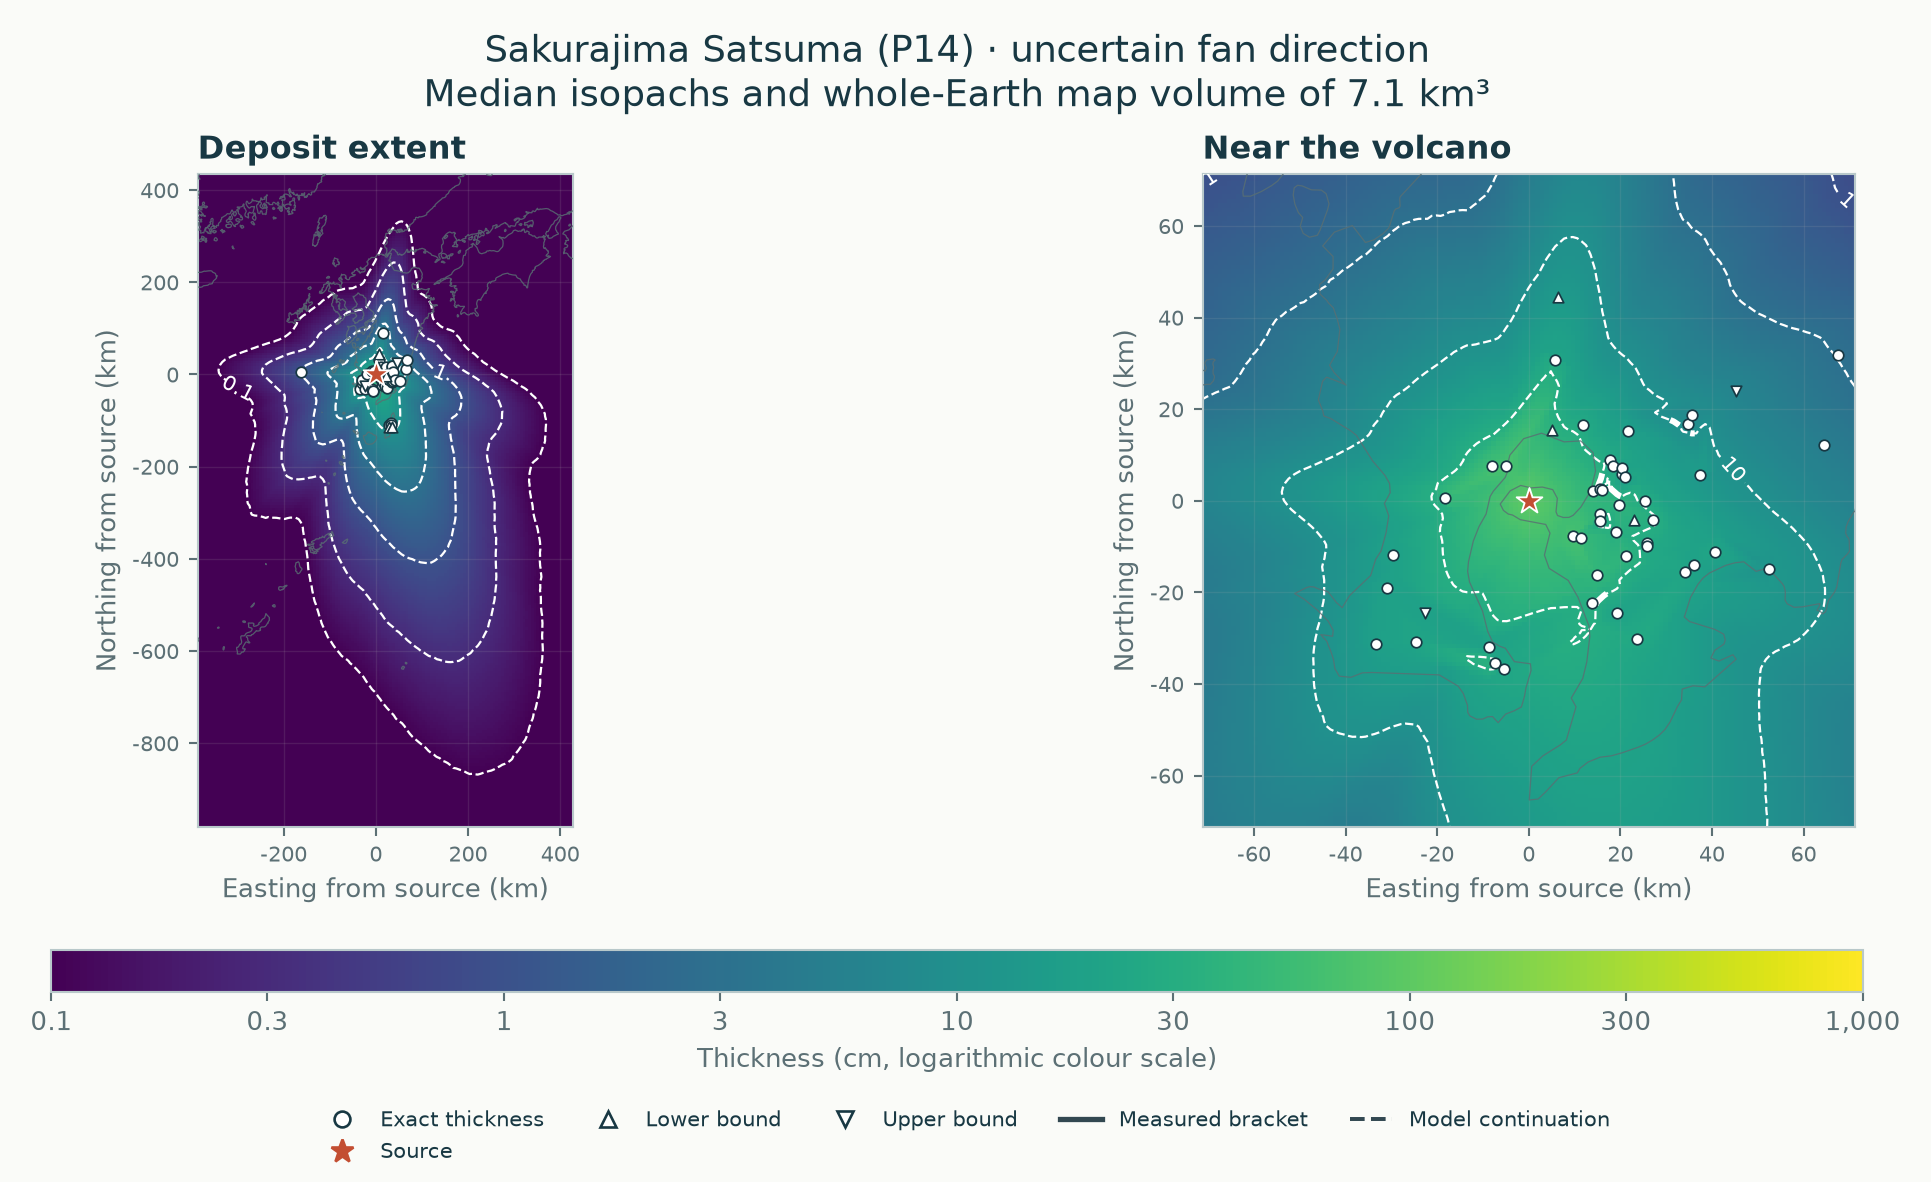 Sakurajima Satsuma (P14) · uncertain fan direction
Median isopachs and whole-Earth map volume of 7.1 km³
Deposit extent
Near the volcano
400
200
0
-200
-400
-600
-800
Northing from source (km)
-200
0
200
400
Easting from source (km)
0.1
1
60
40
20
0
-20
-40
-60
Northing from source (km)
-60
-40
-20
0
20
40
60
Easting from source (km)
1
1
10
0.1
0.3
1
3
10
30
100
300
1,000
Thickness (cm, logarithmic colour scale)
Exact thickness
Lower bound
Upper bound
Measured bracket
Model continuation
Source